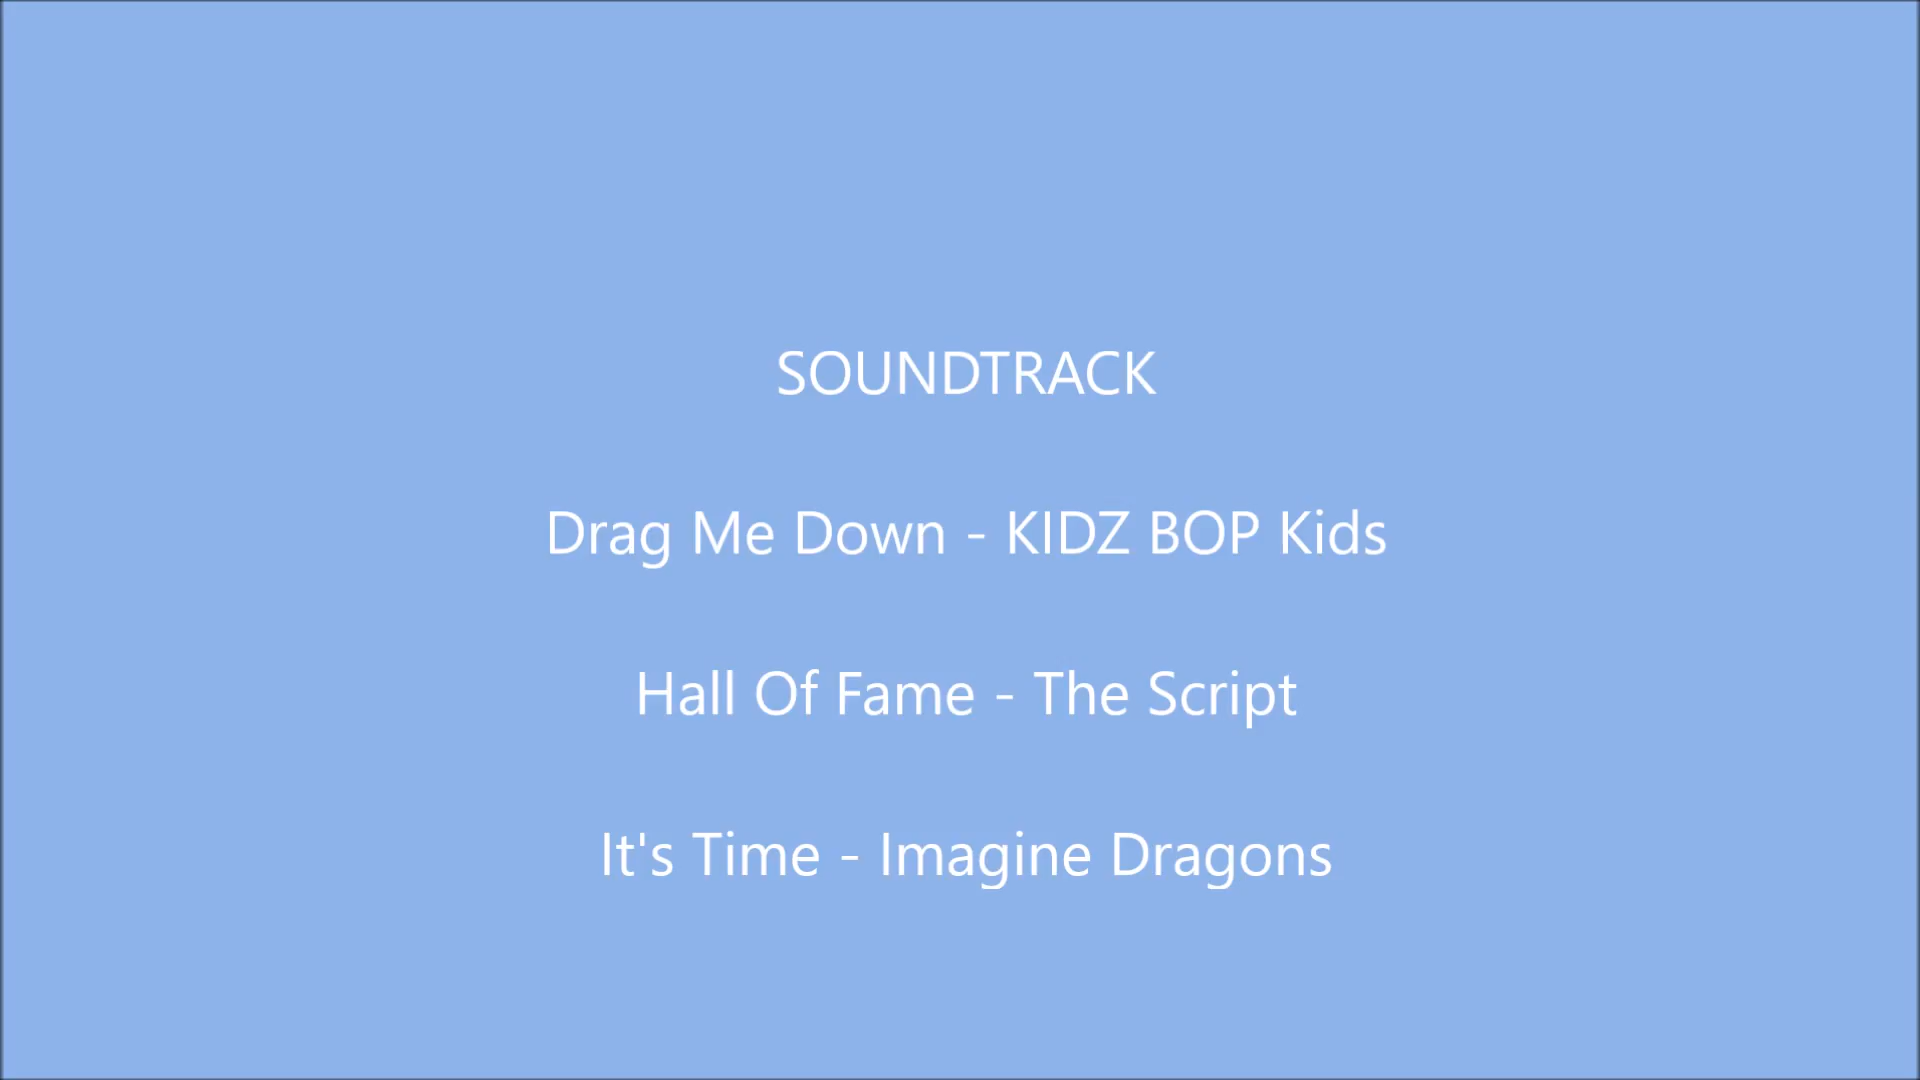 SOUNDTRACK
Drag Me Down - KIDZ BOP Kids
Hall Of Fame - The Script
It's Time - Imagine Dragons